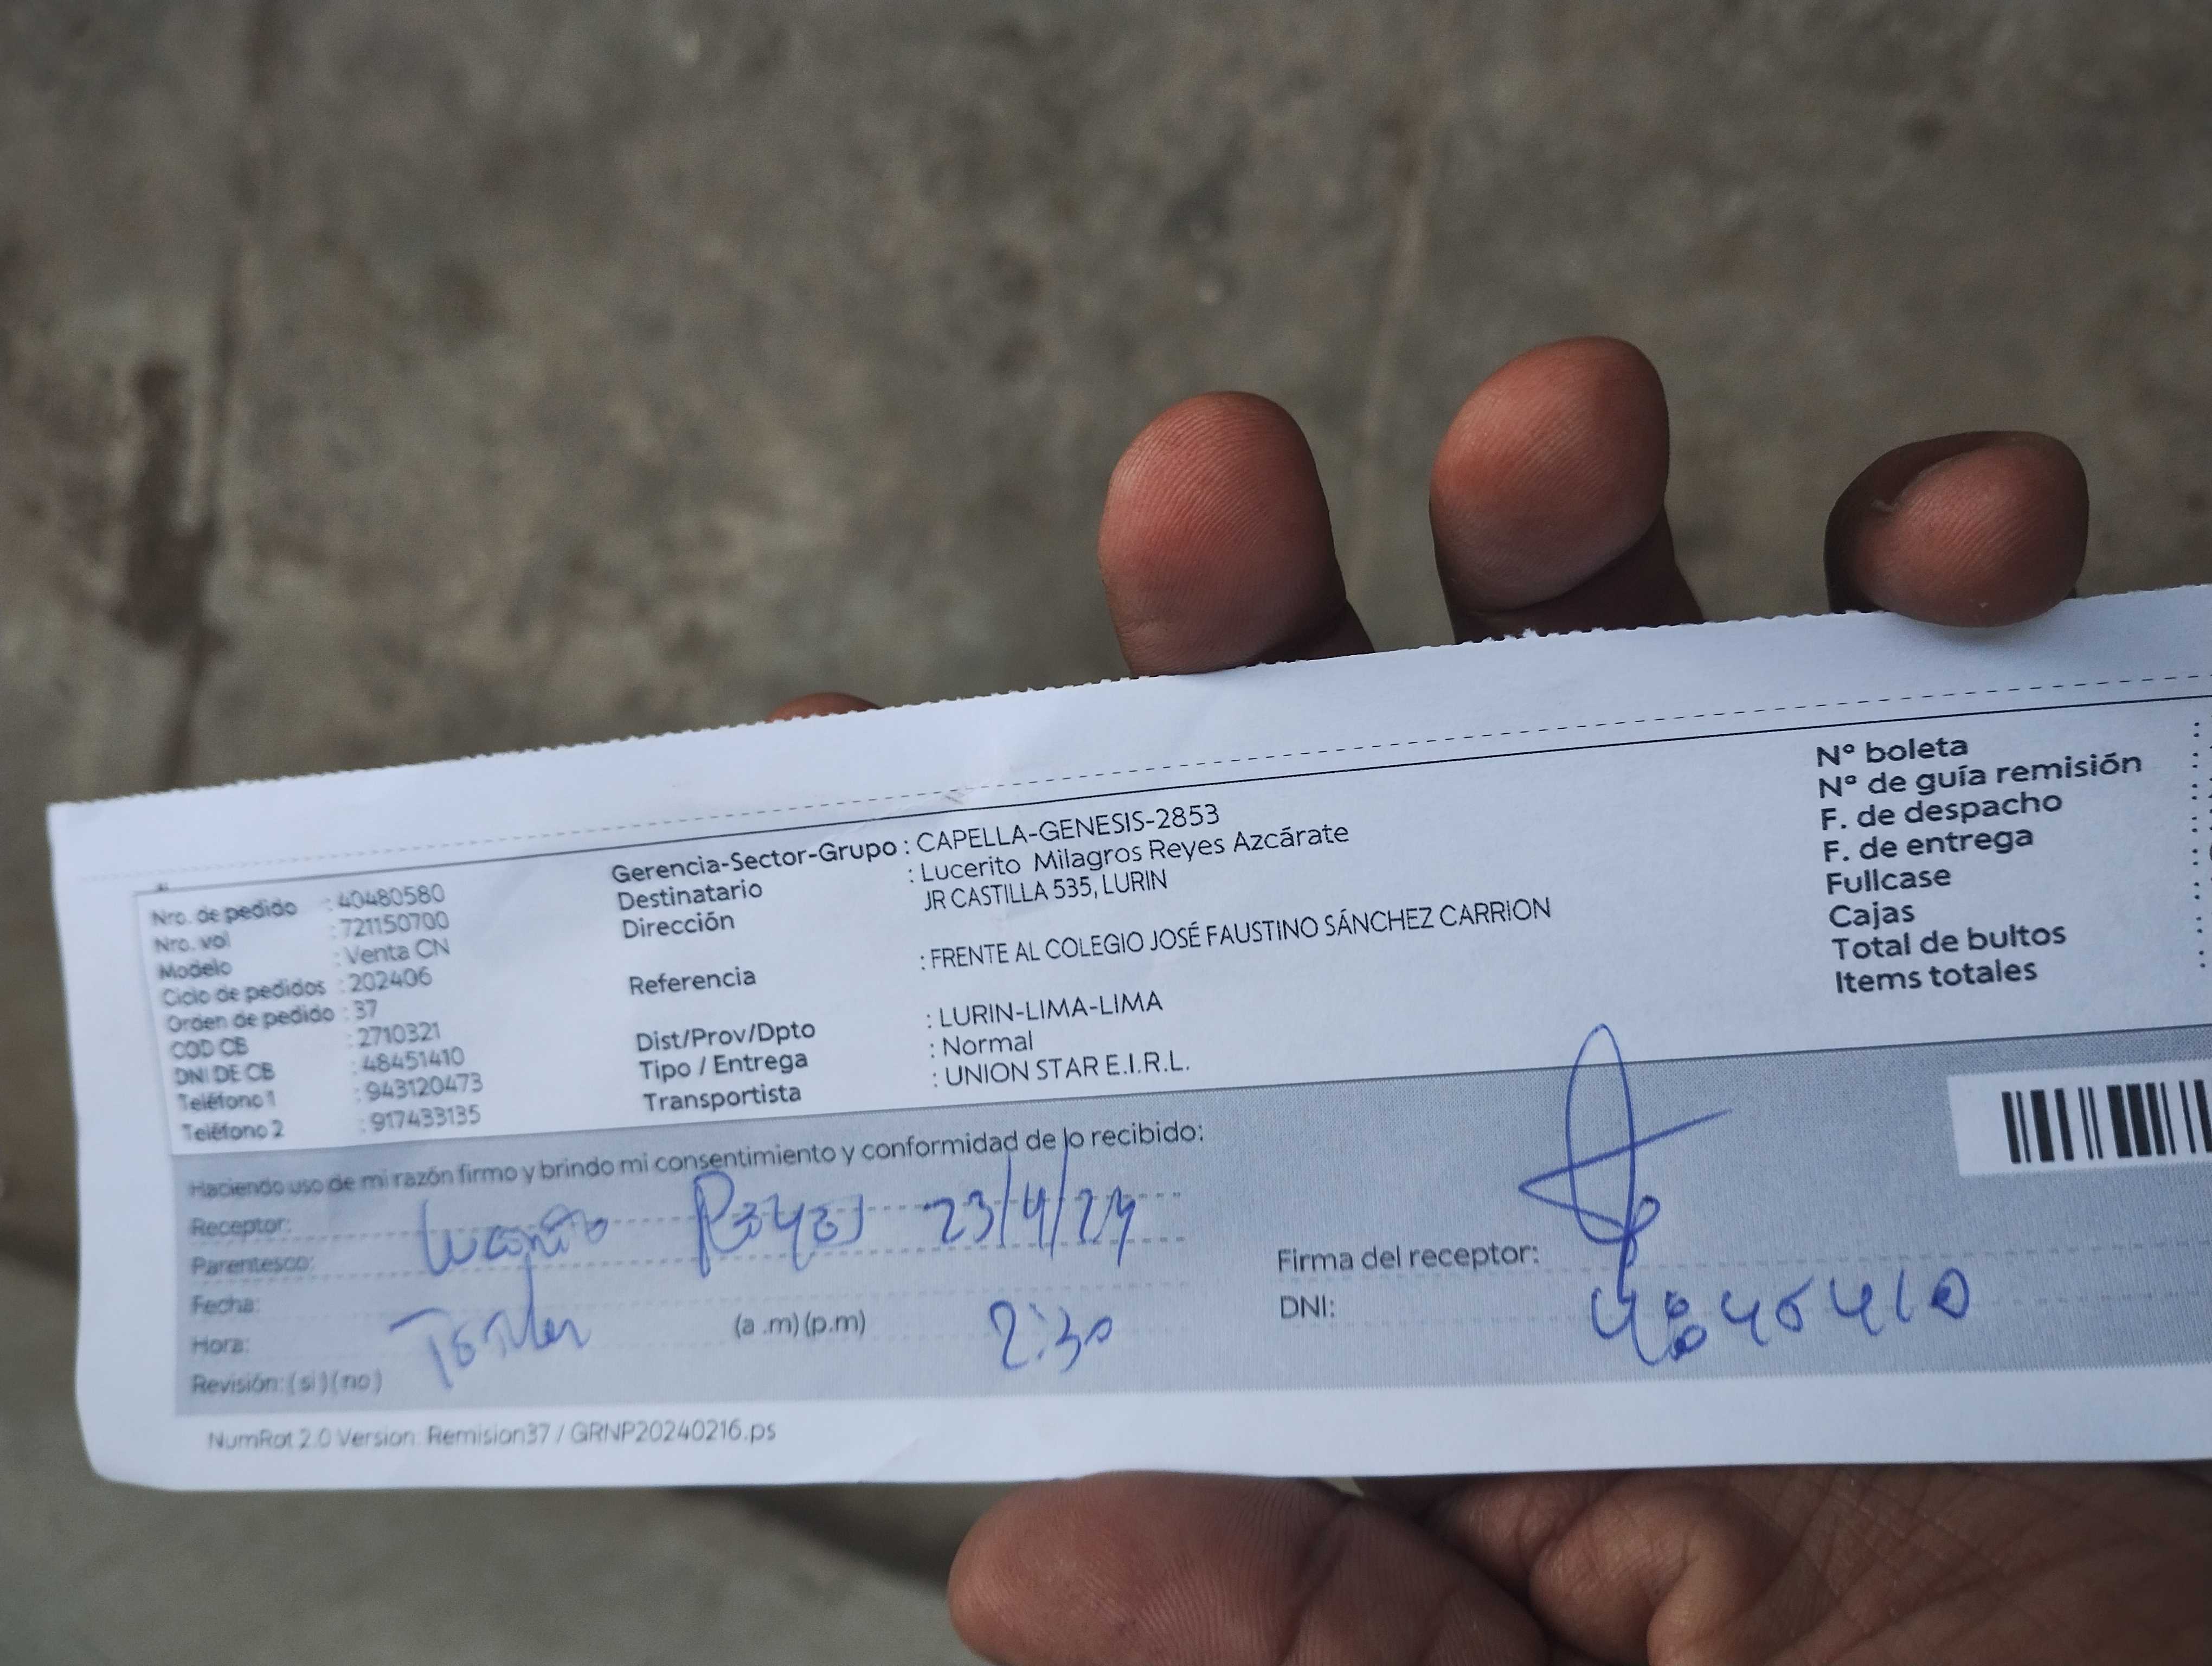 Nro. de pedido : 40480580
Nro. vol : 721150700
Modelo : Venta CN
Ciclo de pedidos : 202406
Orden de pedido : 37
COD CB : 2710321
DNI DE CB : 48451410
Teléfono 1 : 943120473
Teléfono 2 : 917433135
Gerencia-Sector-Grupo : CAPELLA-GENESIS-2853
Destinatario : Lucerito Milagros Reyes Azcárate
Dirección JR CASTILLA 535, LURIN
Referencia : FRENTE AL COLEGIO JOSÉ FAUSTINO SÁNCHEZ CARRION
Dist/Prov/Dpto : LURIN-LIMA-LIMA
Tipo / Entrega : Normal
Transportista : UNION STAR E.I.R.L.
N° boleta :
N° de guía remisión :
F. de despacho :
F. de entrega :
Fullcase :
Cajas :
Total de bultos :
Items totales :
Haciendo uso de mi razón firmo y brindo mi consentimiento y conformidad de lo recibido:
Receptor: Reyes 23/4/24
Parentesco:
Fecha:
Hora: Titular (a .m) (p.m) 2:30
Revisión: (si) (no)
Firma del receptor:
DNI:
NumRot 2.0 Version: Remision37 / GRNP20240216.ps